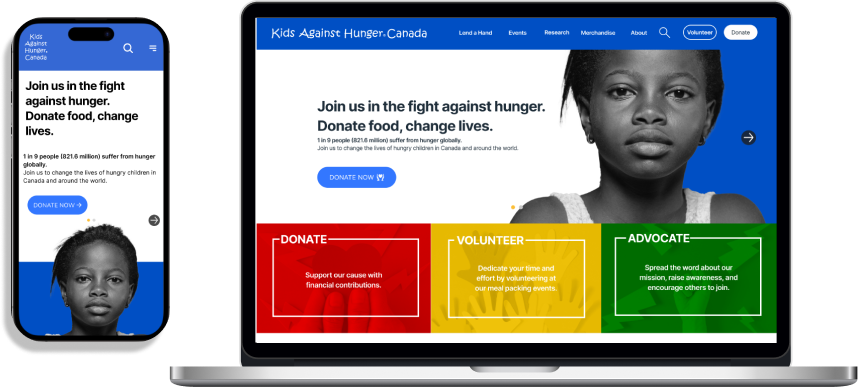 Kids
Against
Hunger.
Canada
Join us in the fight
against hunger.
Donate food, change
lives.
1 in 9 people (821.6 million) suffer from hunger
globally.
Join us to change the lives of hungry children in
Canada and around the world.
DONATE NOW →
Kids Against Hunger.Canada
Lend a Hand
Events
Research
Merchandise
About
Volunteer
Donate
Join us in the fight against hunger.
Donate food, change lives.
1 in 9 people (821.6 million) suffer from hunger globally.
Join us to change the lives of hungry children in Canada and around the world.
DONATE NOW
DONATE
Support our cause with
financial contributions.
VOLUNTEER
Dedicate your time and
effort by volunteering at
our meal packing events.
ADVOCATE
Spread the word about our
mission, raise awareness, and
encourage others to join.